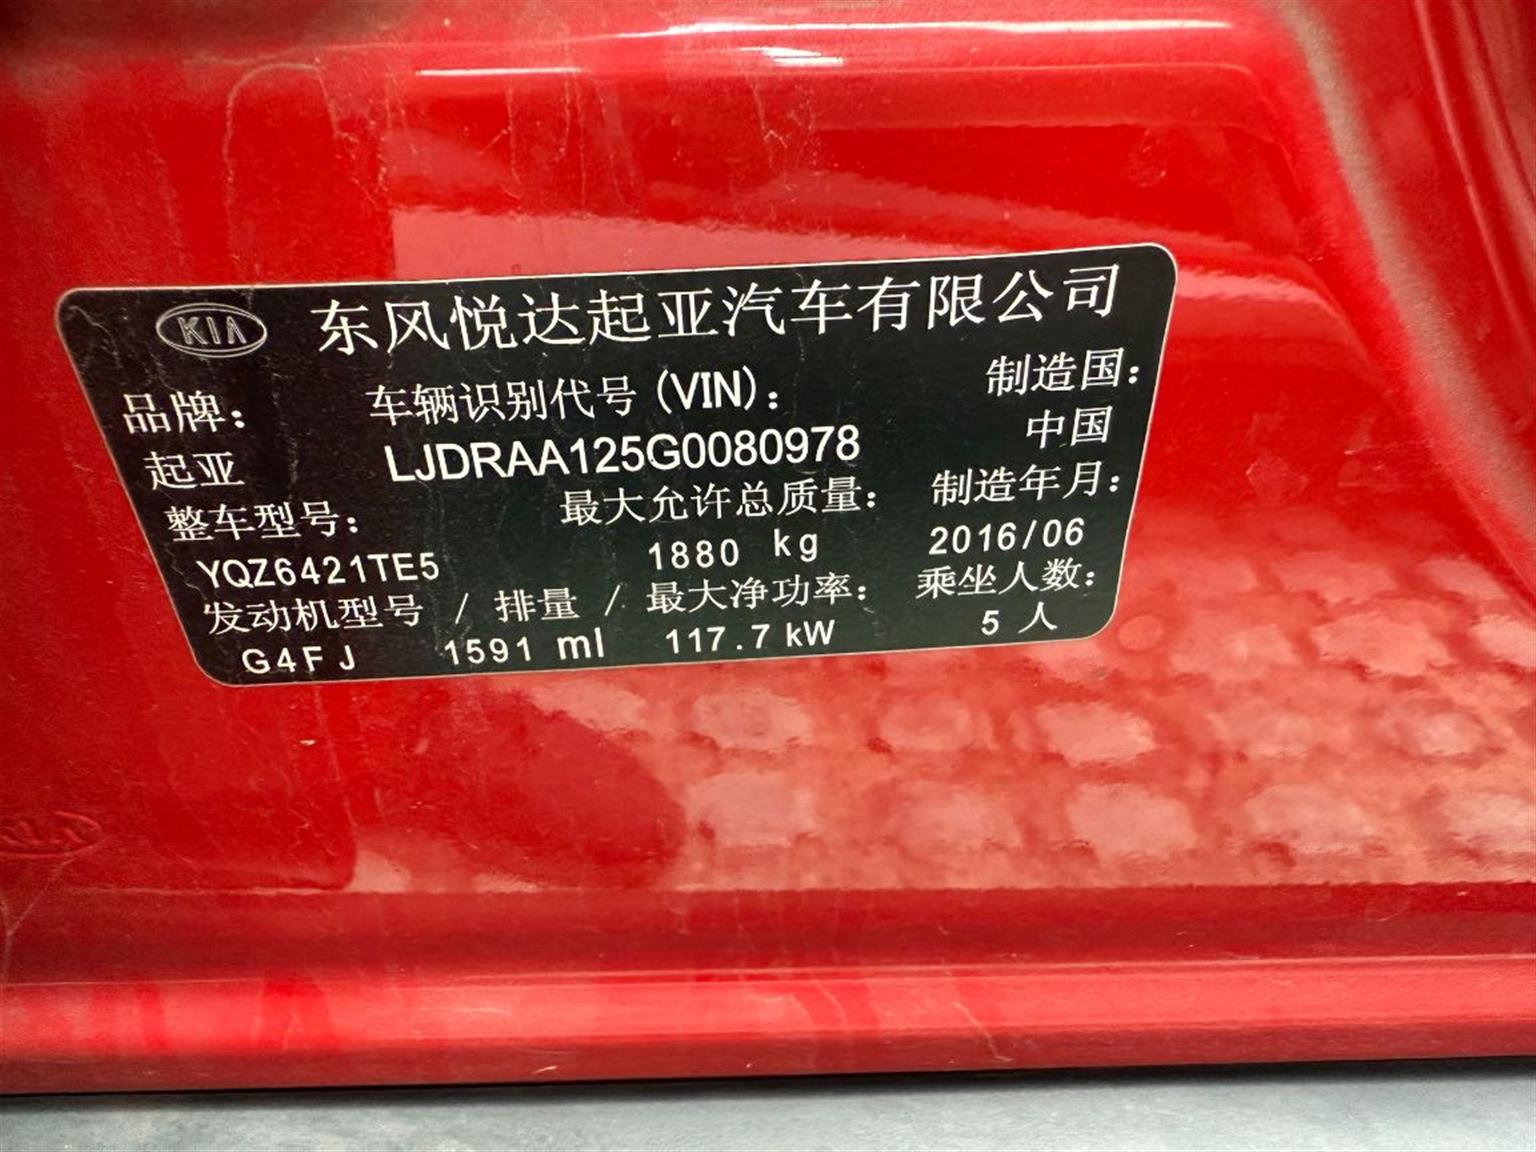 KIA 东风悦达起亚汽车有限公司
品牌: 车辆识别代号(VIN): 制造国:
起亚 LJDRAA125G0080978 中国
整车型号: 最大允许总质量: 制造年月:
YQZ6421TE5 1880 kg 2016/06
发动机型号 / 排量 / 最大净功率: 乘坐人数:
G4FJ 1591 ml 117.7 kW 5 人
KIA